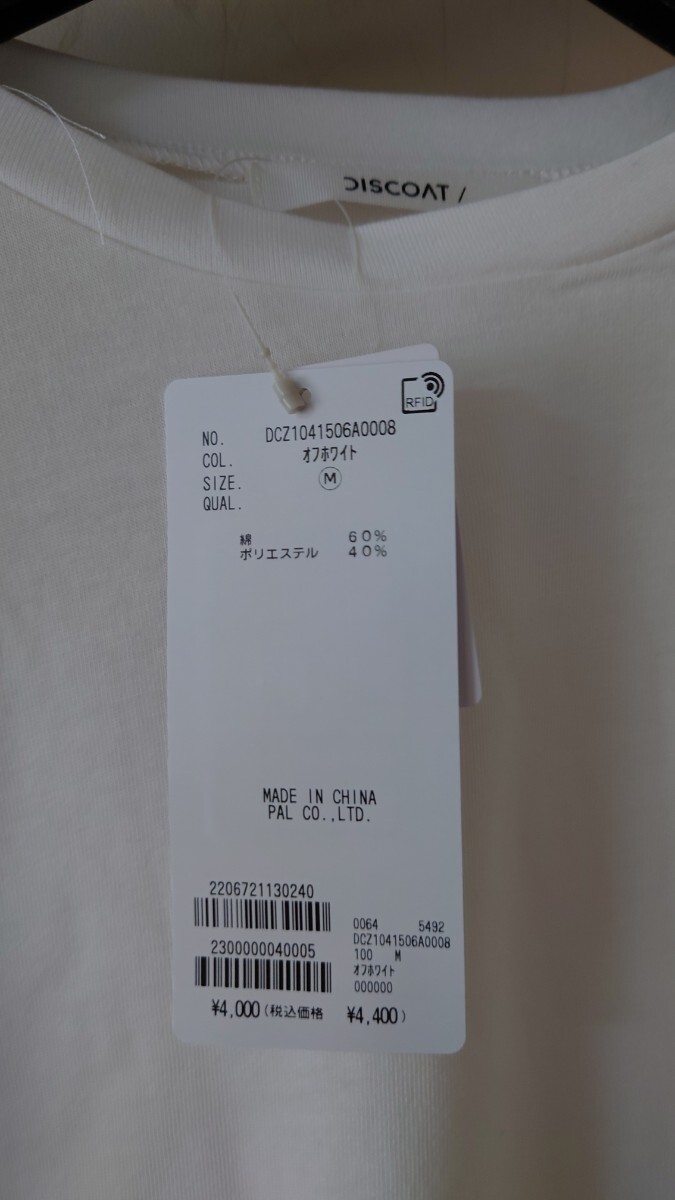 DISCOAT /
RFID
NO. DCZ1041506A0008
COL. オフホワイト
SIZE. M
QUAL.
綿 60%
ポリエステル 40%
MADE IN CHINA
PAL CO.,LTD.
2206721130240
2300000040005
0064 5492
DCZ1041506A0008
100 M
オフホワイト
000000
¥4,000(税込価格 ¥4,400)